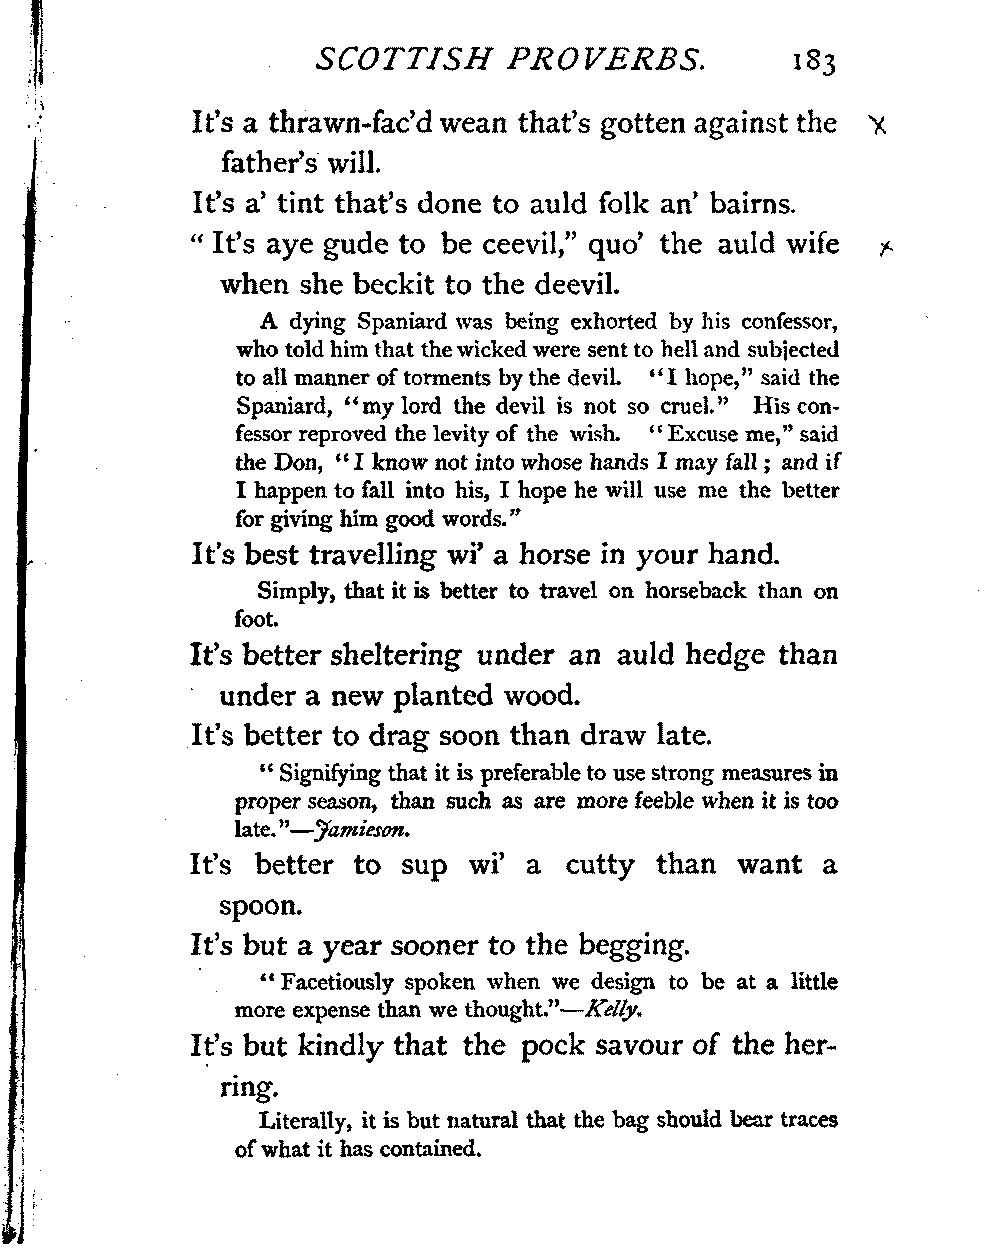 SCOTTISH PROVERBS. 183
It's a thrawn-fac'd wean that's gotten against the
father's will.
It's a' tint that's done to auld folk an' bairns.
" It's aye gude to be ceevil," quo' the auld wife
when she beckit to the deevil.
A dying Spaniard was being exhorted by his confessor,
who told him that the wicked were sent to hell and subjected
to all manner of torments by the devil. "I hope," said the
Spaniard, "my lord the devil is not so cruel." His con-
fessor reproved the levity of the wish. "Excuse me," said
the Don, "I know not into whose hands I may fall; and if
I happen to fall into his, I hope he will use me the better
for giving him good words."
It's best travelling wi' a horse in your hand.
Simply, that it is better to travel on horseback than on
foot.
It's better sheltering under an auld hedge than
under a new planted wood.
It's better to drag soon than draw late.
" Signifying that it is preferable to use strong measures in
proper season, than such as are more feeble when it is too
late."—Jamieson.
It's better to sup wi' a cutty than want a
spoon.
It's but a year sooner to the begging.
" Facetiously spoken when we design to be at a little
more expense than we thought."—Kelly.
It's but kindly that the pock savour of the her-
ring.
Literally, it is but natural that the bag should bear traces
of what it has contained.